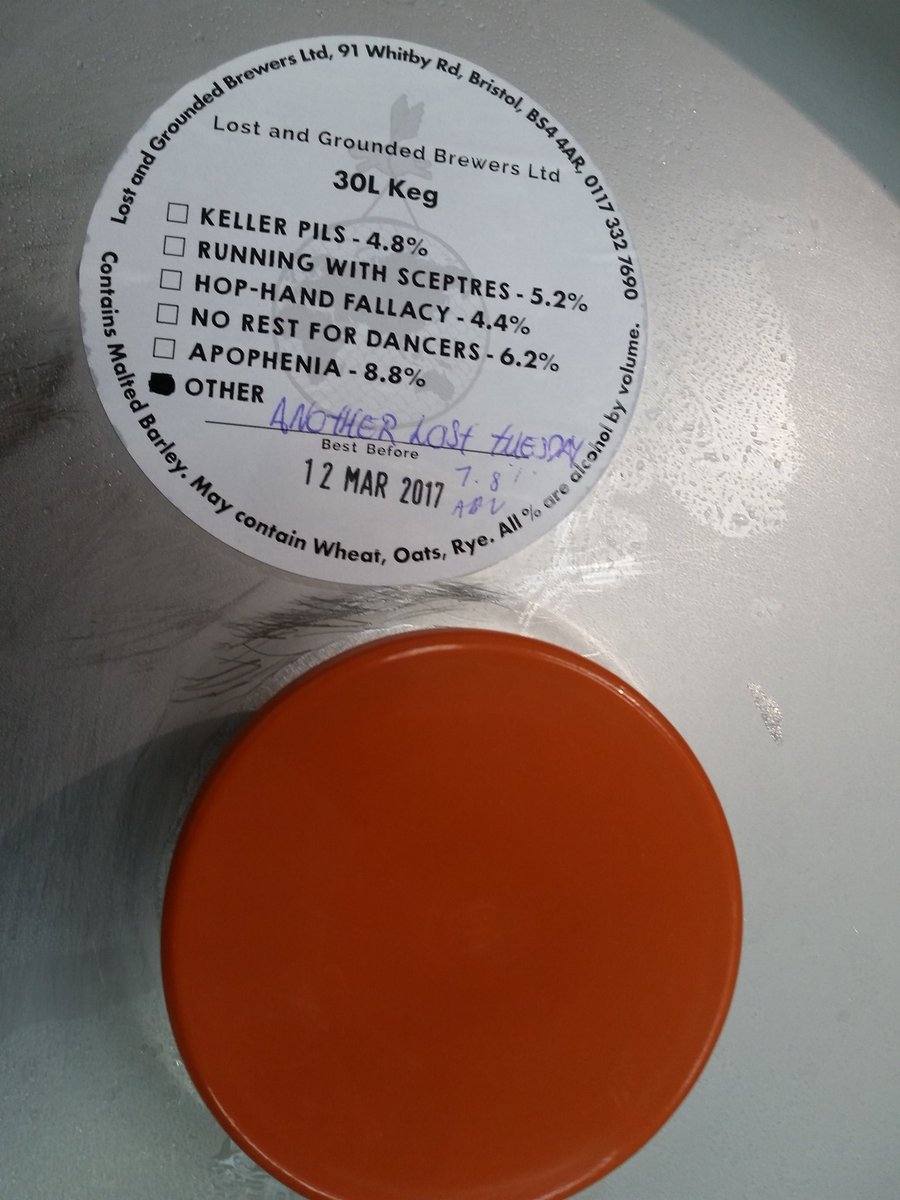 Lost and Grounded Brewers Ltd, 91 Whitby Rd, Bristol, BS4 4AR, 0117 332 7690
Lost and Grounded Brewers Ltd
30L Keg
KELLER PILS - 4.8%
RUNNING WITH SCEPTRES - 5.2%
HOP-HAND FALLACY - 4.4%
NO REST FOR DANCERS - 6.2%
APOPHENIA - 8.8%
OTHER
ANOTHER LOST TUESDAY
Best Before
7.8%
12 MAR 2017
ABV
Contains Malted Barley. May contain Wheat, Oats, Rye. All % are alcohol by volume.